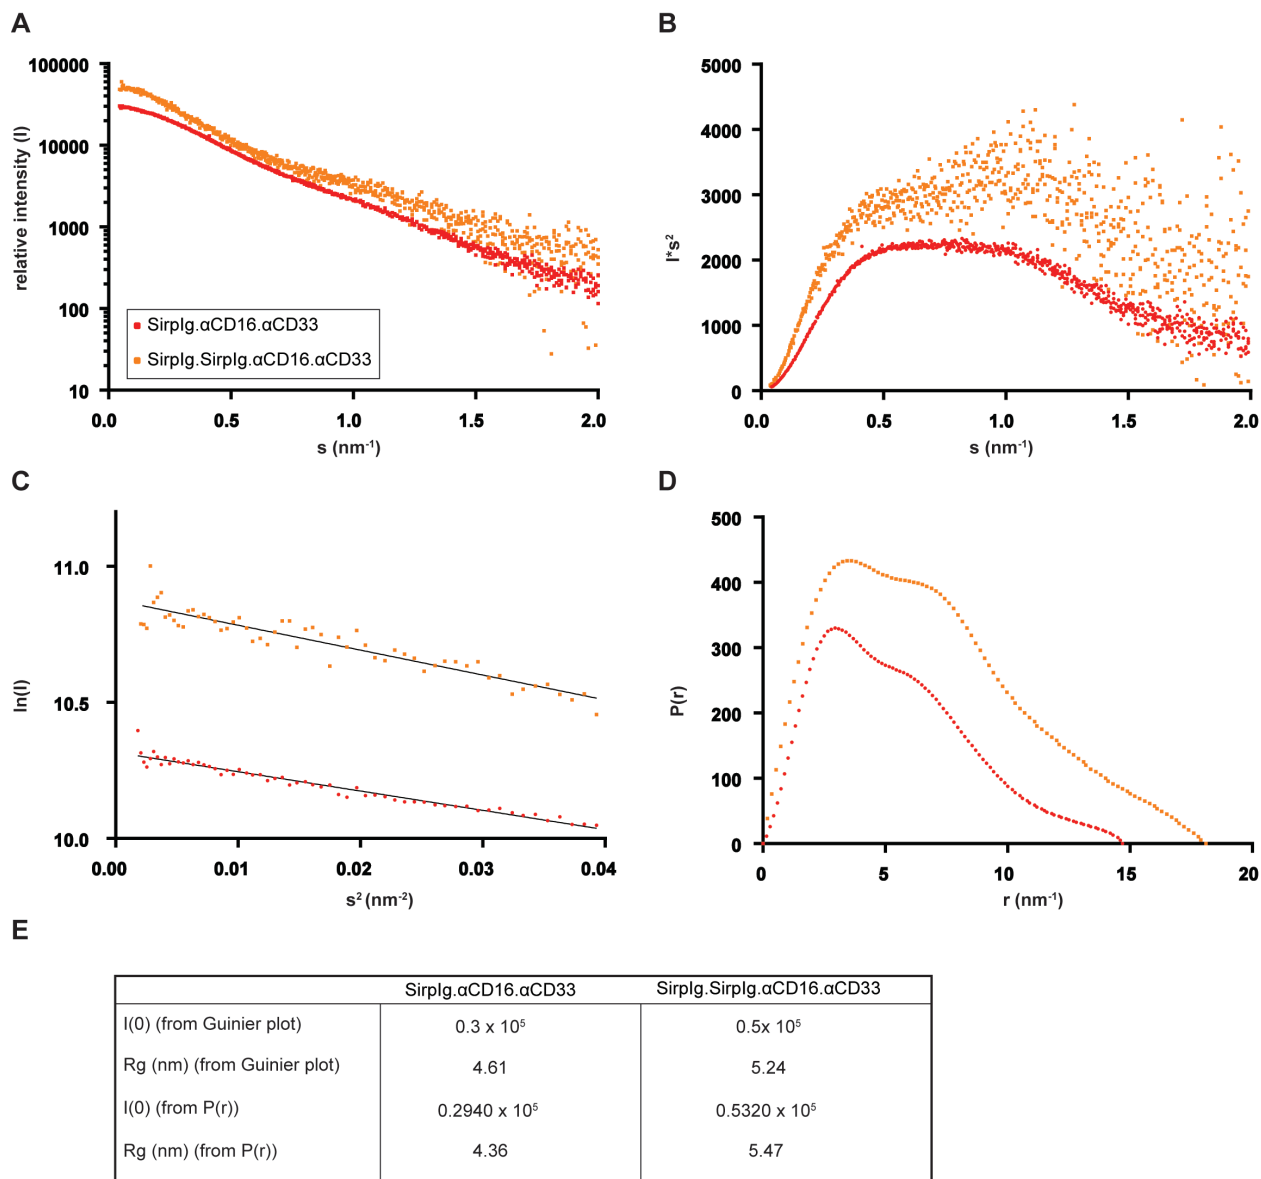 A
100000
10000
1000
100
10
relative intensity (I)
SirpIg.αCD16.αCD33
SirpIg.SirpIg.αCD16.αCD33
0.0 0.5 1.0 1.5 2.0
s (nm⁻¹)
B
5000
4000
3000
2000
1000
0
I*s²
0.0 0.5 1.0 1.5 2.0
s (nm⁻¹)
C
11.0
10.5
10.0
ln(I)
0.00 0.01 0.02 0.03 0.04
s² (nm⁻²)
D
500
400
300
200
100
0
P(r)
0 5 10 15 20
r (nm⁻¹)
E
SirpIg.αCD16.αCD33 SirpIg.SirpIg.αCD16.αCD33
I(0) (from Guinier plot) 0.3 x 10⁵ 0.5x 10⁵
Rg (nm) (from Guinier plot) 4.61 5.24
I(0) (from P(r)) 0.2940 x 10⁵ 0.5320 x 10⁵
Rg (nm) (from P(r)) 4.36 5.47